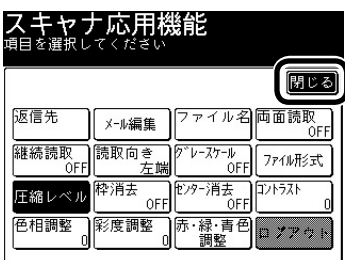 スキャナ応用機能
項目を選択してください
閉じる
返信先 メール編集 ファイル名 両面読取
OFF
継続読取 読取向き グレースケール ファイル形式
OFF 左端 OFF
圧縮レベル 枠消去 センター消去 コントラスト
OFF OFF 0
色相調整 彩度調整 赤・緑・青色 ログアウト
0 0 調整